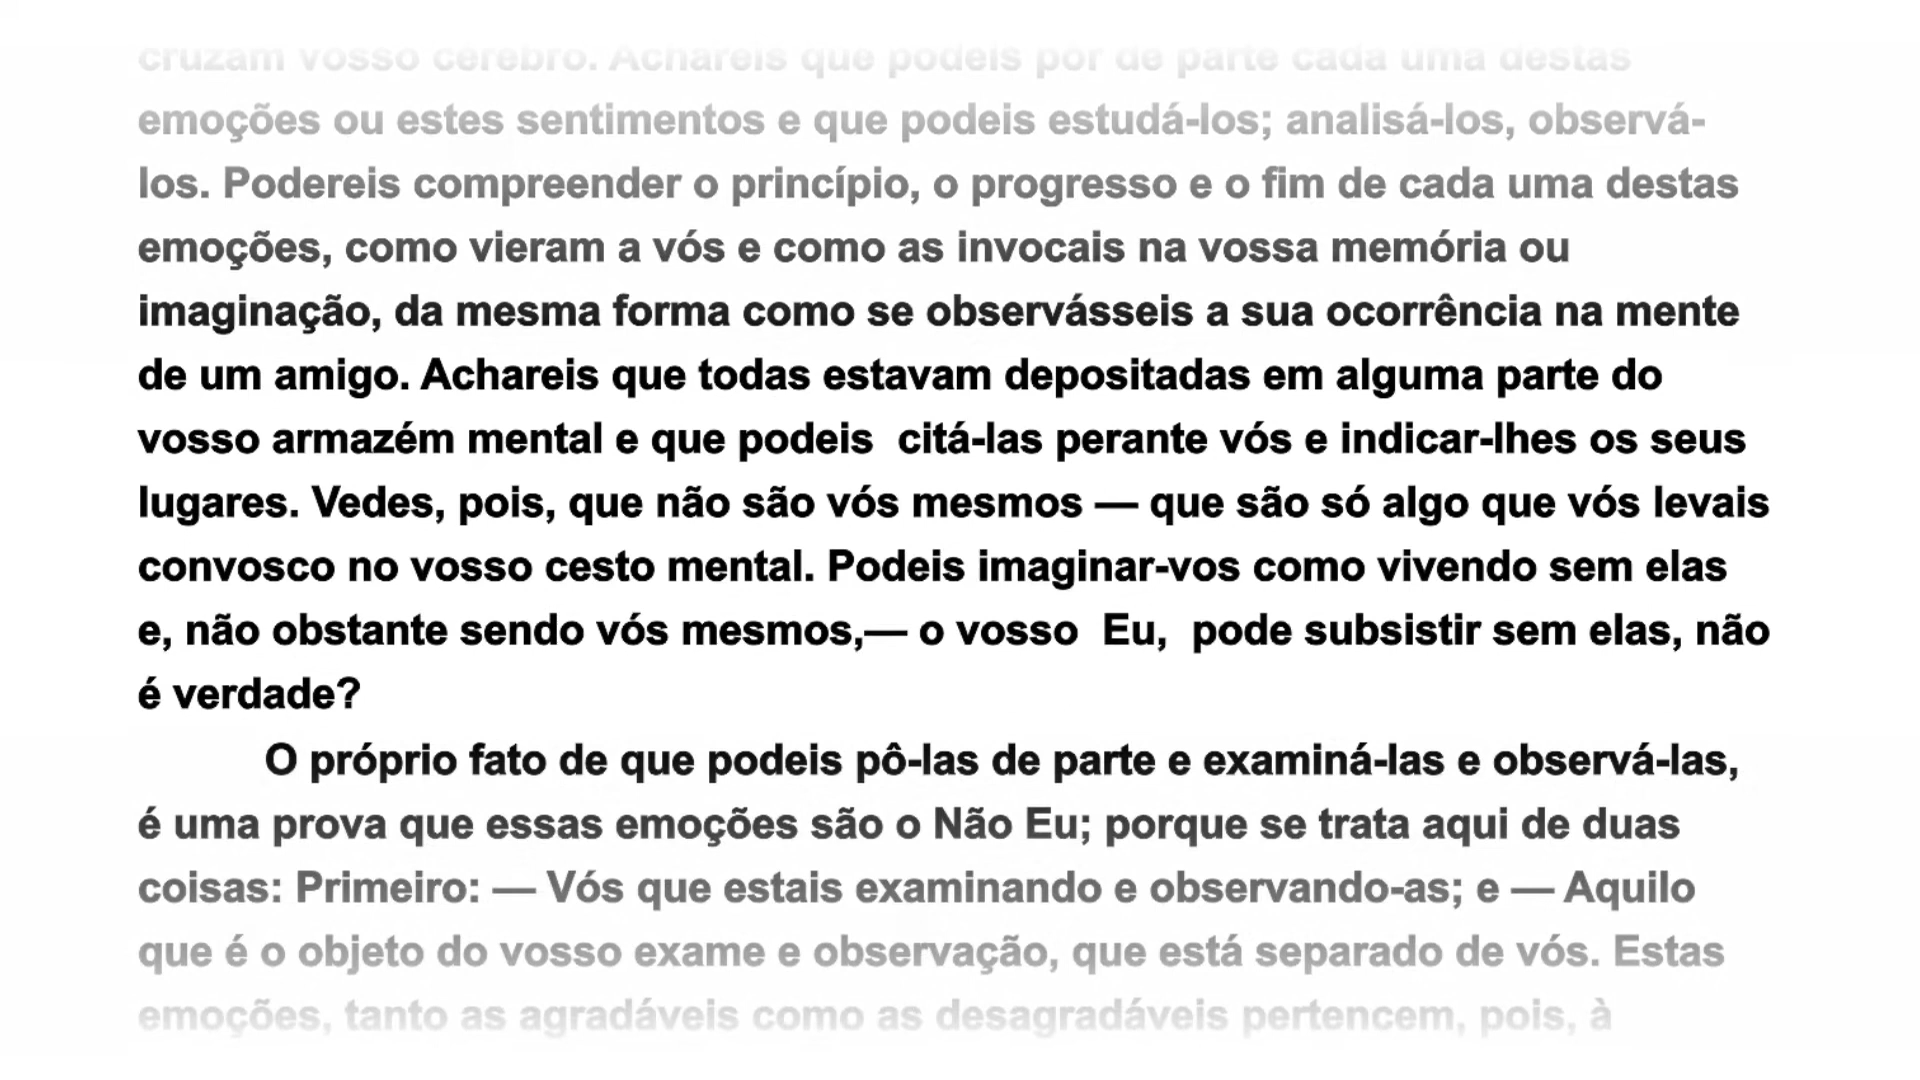 cruzam vosso cérebro. Achareis que podeis pôr de parte cada uma destas
emoções ou estes sentimentos e que podeis estudá-los; analisá-los, observá-
los. Podereis compreender o princípio, o progresso e o fim de cada uma destas
emoções, como vieram a vós e como as invocais na vossa memória ou
imaginação, da mesma forma como se observásseis a sua ocorrência na mente
de um amigo. Achareis que todas estavam depositadas em alguma parte do
vosso armazém mental e que podeis  citá-las perante vós e indicar-lhes os seus
lugares. Vedes, pois, que não são vós mesmos — que são só algo que vós levais
convosco no vosso cesto mental. Podeis imaginar-vos como vivendo sem elas
e, não obstante sendo vós mesmos,— o vosso  Eu,  pode subsistir sem elas, não
é verdade?
O próprio fato de que podeis pô-las de parte e examiná-las e observá-las,
é uma prova que essas emoções são o Não Eu; porque se trata aqui de duas
coisas: Primeiro: — Vós que estais examinando e observando-as; e — Aquilo
que é o objeto do vosso exame e observação, que está separado de vós. Estas
emoções, tanto as agradáveis como as desagradáveis pertencem, pois, à